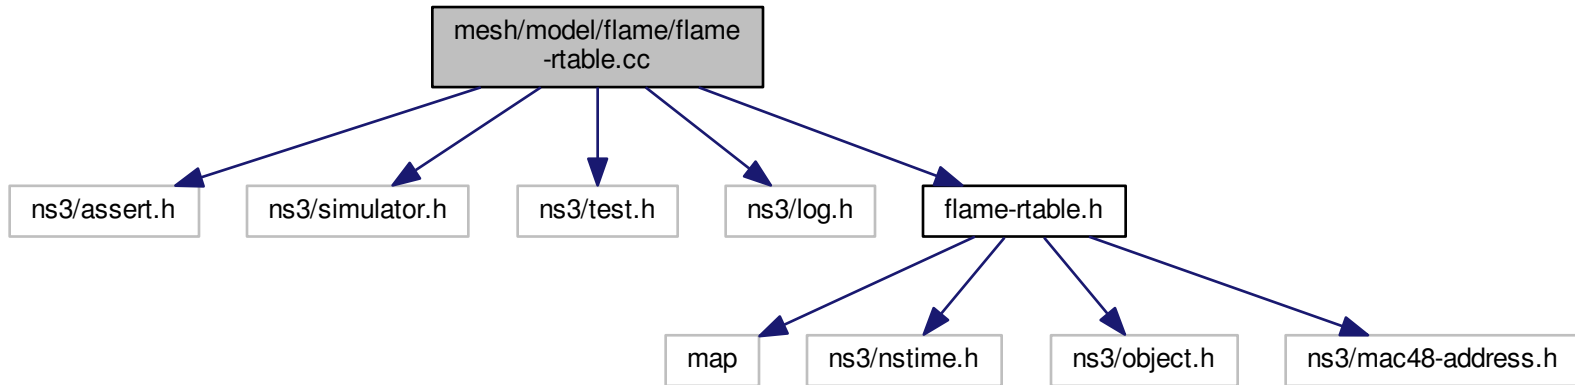 mesh/model/flame/flame
-rtable.cc
ns3/assert.h
ns3/simulator.h
ns3/test.h
ns3/log.h
flame-rtable.h
map
ns3/nstime.h
ns3/object.h
ns3/mac48-address.h